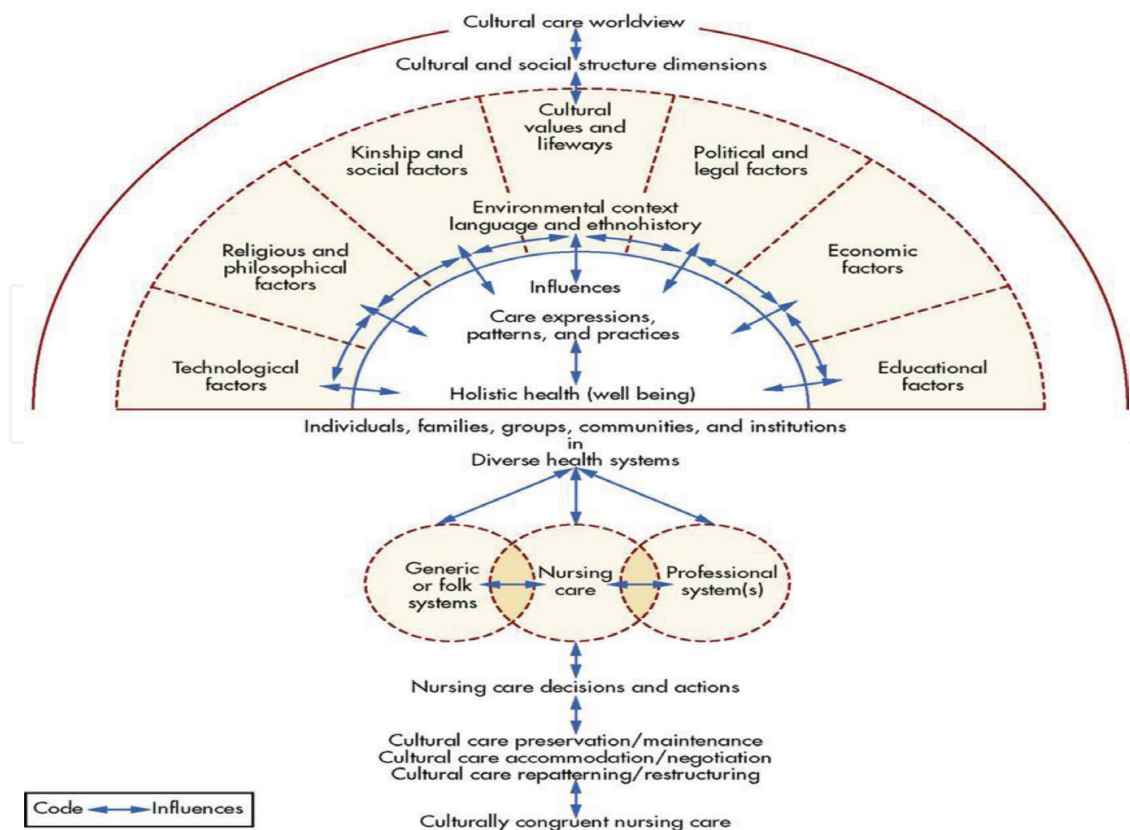 Cultural care worldview
Cultural and social structure dimensions
Cultural
values and
lifeways
Kinship and
social factors
Political and
legal factors
Environmental context
language and ethnohistory
Religious and
philosophical
factors
Economic
factors
Influences
Care expressions,
patterns, and practices
Technological
factors
Educational
factors
Holistic health (well being)
Individuals, families, groups, communities, and institutions
in
Diverse health systems
Generic
or folk
systems
Nursing
care
Professional
system(s)
Nursing care decisions and actions
Cultural care preservation/maintenance
Cultural care accommodation/negotiation
Cultural care repatterning/restructuring
Code Influences
Culturally congruent nursing care